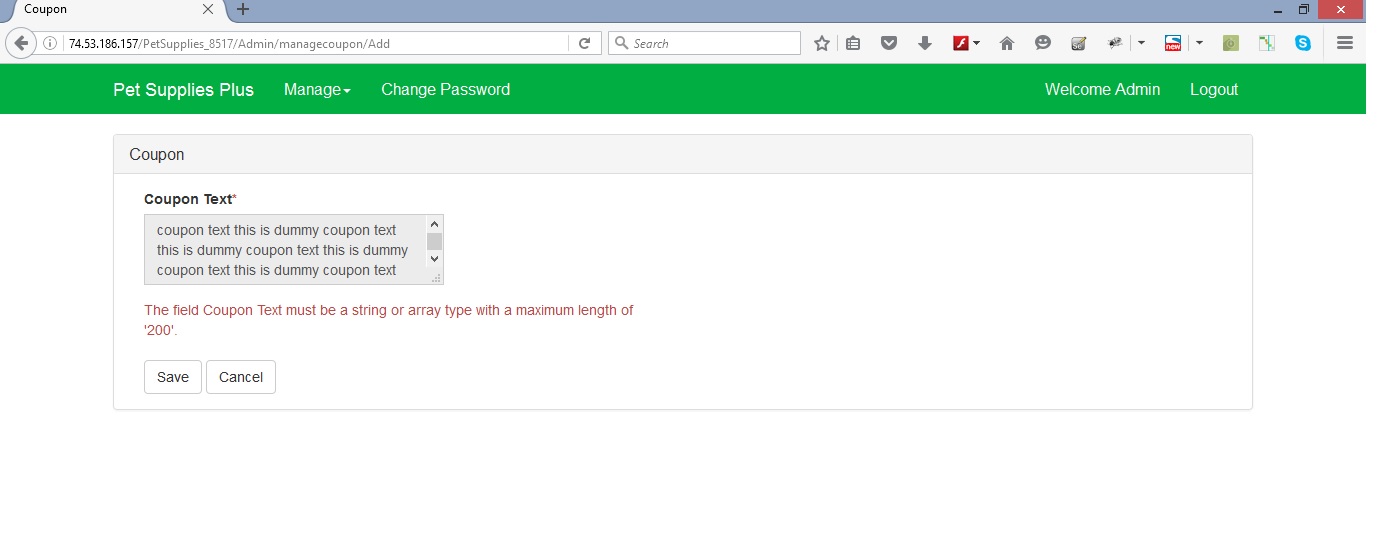 Coupon
74.53.186.157/PetSupplies_8517/Admin/managecoupon/Add
Search
new
Pet Supplies Plus Manage Change Password Welcome Admin Logout
Coupon
Coupon Text*
coupon text this is dummy coupon text
this is dummy coupon text this is dummy
coupon text this is dummy coupon text
The field Coupon Text must be a string or array type with a maximum length of
'200'.
Save Cancel